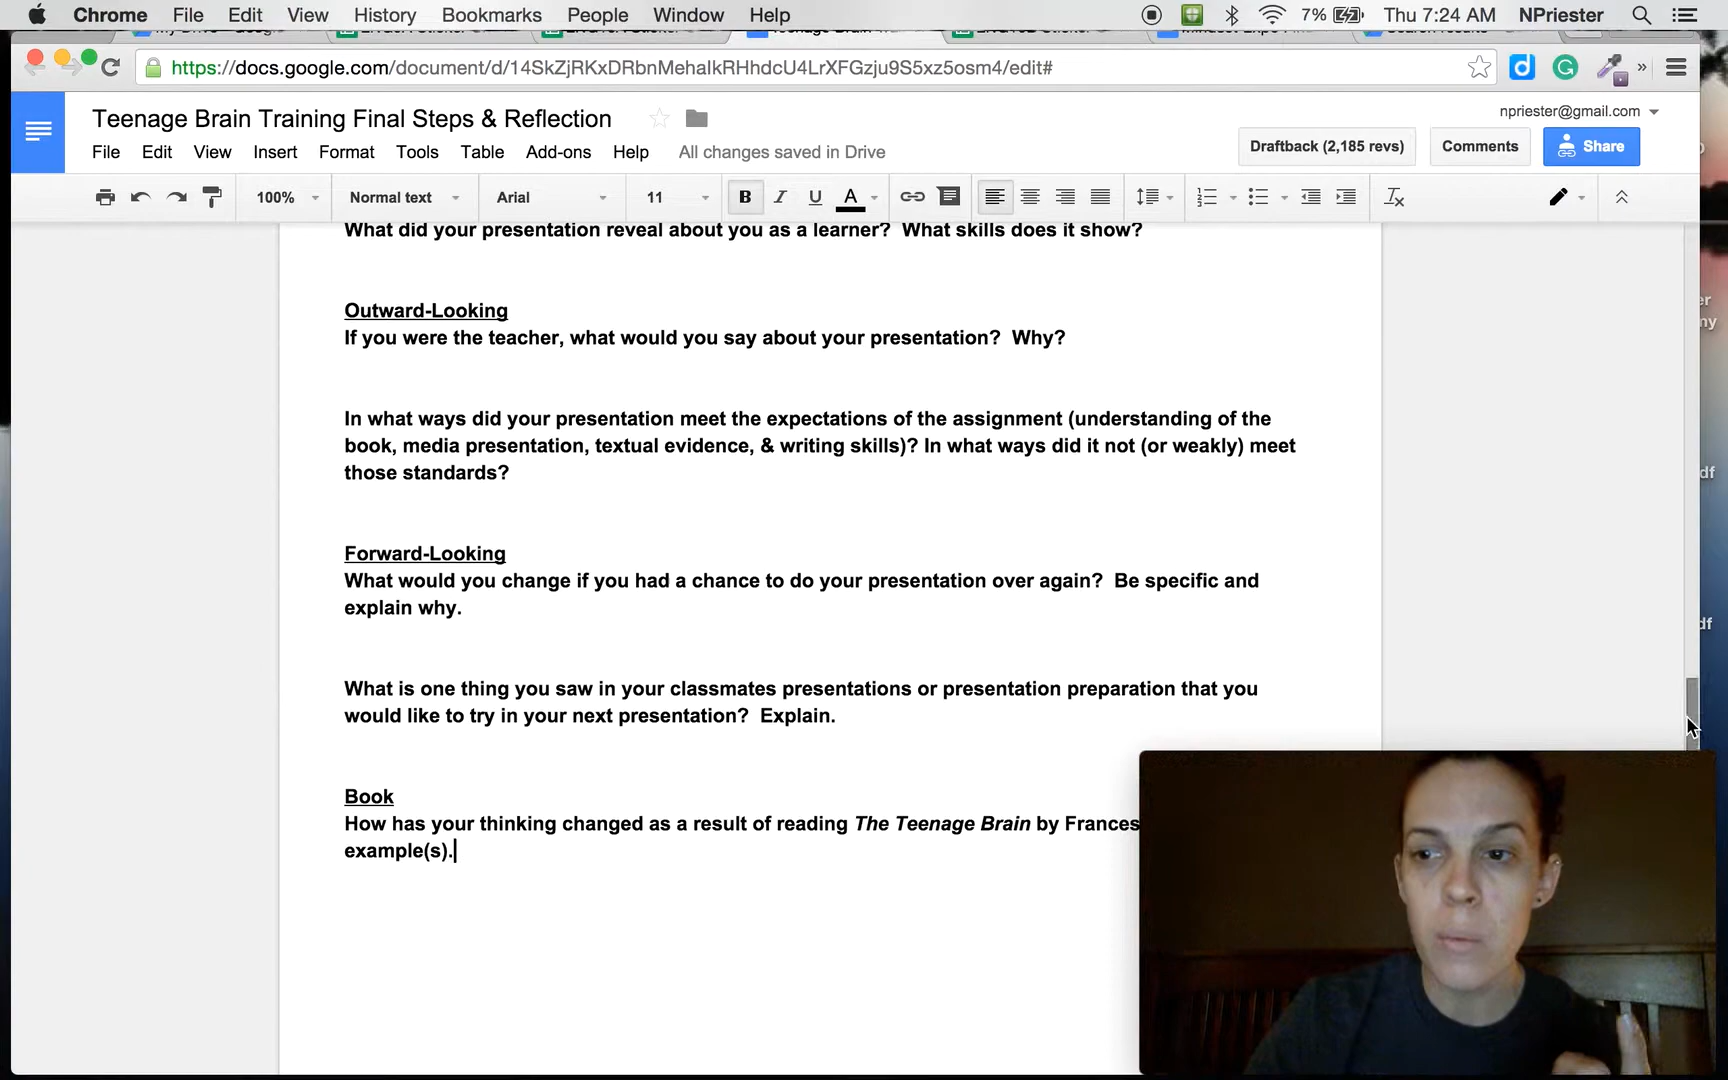 Chrome File Edit View History Bookmarks People Window Help 7% Thu 7:24 AM NPriester
https://docs.google.com/document/d/14SkZjRKxDRbnMehaIkRHhdcU4LrXFGzju9S5xz5osm4/edit#
Teenage Brain Training Final Steps & Reflection
npriester@gmail.com
File Edit View Insert Format Tools Table Add-ons Help All changes saved in Drive
Draftback (2,185 revs) Comments Share
100% Normal text Arial 11 B I U A
What did your presentation reveal about you as a learner? What skills does it show?
Outward-Looking
If you were the teacher, what would you say about your presentation? Why?
In what ways did your presentation meet the expectations of the assignment (understanding of the
book, media presentation, textual evidence, & writing skills)? In what ways did it not (or weakly) meet
those standards?
Forward-Looking
What would you change if you had a chance to do your presentation over again? Be specific and
explain why.
What is one thing you saw in your classmates presentations or presentation preparation that you
would like to try in your next presentation? Explain.
Book
How has your thinking changed as a result of reading The Teenage Brain by Frances
example(s).